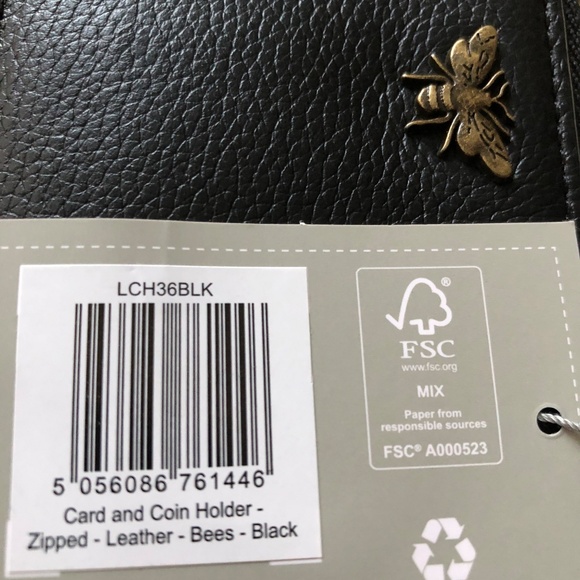 LCH36BLK
5 056086 761446
Card and Coin Holder -
Zipped - Leather - Bees - Black
®
FSC
www.fsc.org
MIX
Paper from
responsible sources
FSC® A000523